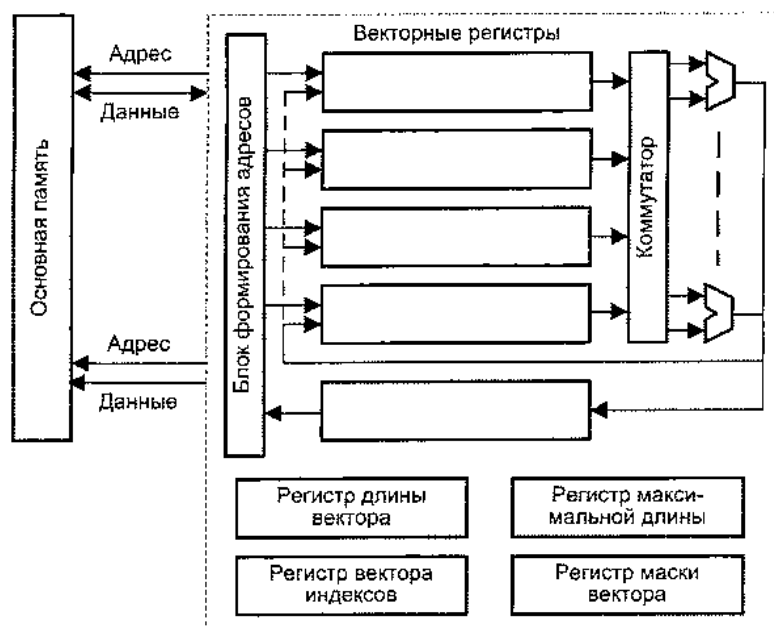 Векторные регистры
Адрес
Данные
Основная память
Блок формирования адресов
Коммутатор
Адрес
Данные
Регистр длины
вектора
Регистр макси-
мальной длины
Регистр вектора
индексов
Регистр маски
вектора